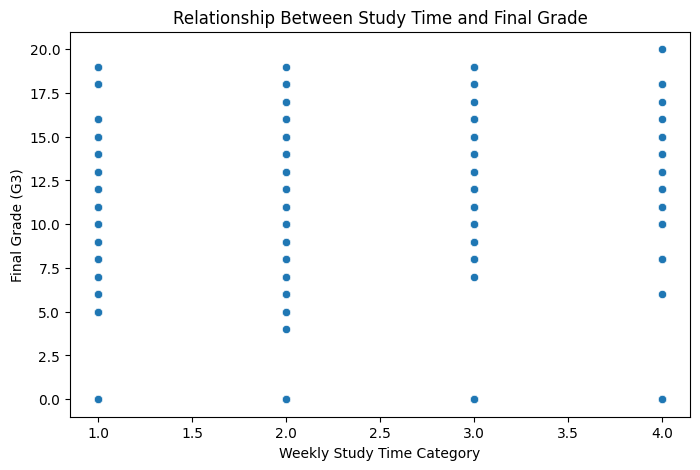 Relationship Between Study Time and Final Grade
20.0
17.5
15.0
12.5
10.0
7.5
5.0
2.5
0.0
Final Grade (G3)
1.0 1.5 2.0 2.5 3.0 3.5 4.0
Weekly Study Time Category